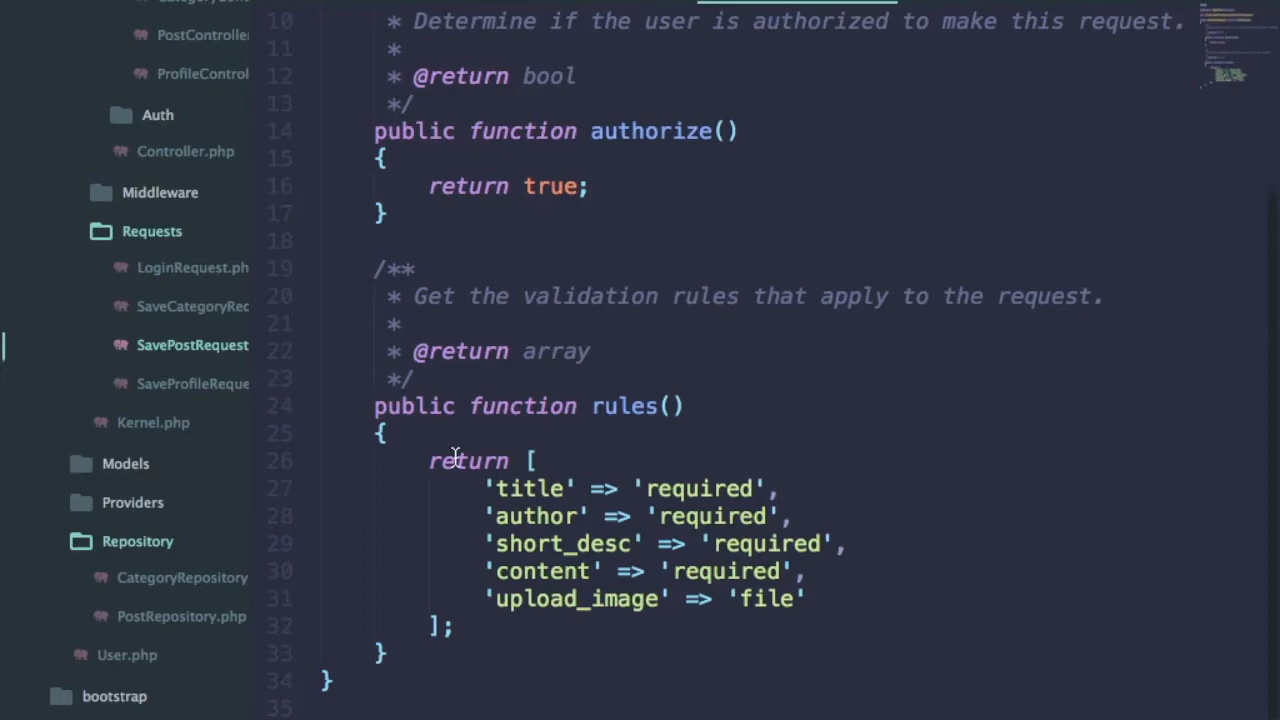 PostController
ProfileControl
Auth
Controller.php
Middleware
Requests
LoginRequest.ph
SaveCategoryRec
SavePostRequest
SaveProfileReque
Kernel.php
Models
Providers
Repository
CategoryRepository
PostRepository.php
User.php
bootstrap
10 * Determine if the user is authorized to make this request.
11 *
12 * @return bool
13 */
14 public function authorize()
15 {
16 return true;
17 }
18
19 /**
20 * Get the validation rules that apply to the request.
21 *
22 * @return array
23 */
24 public function rules()
25 {
26 return [
27 'title' => 'required',
28 'author' => 'required',
29 'short_desc' => 'required',
30 'content' => 'required',
31 'upload_image' => 'file'
32 ];
33 }
34 }
35